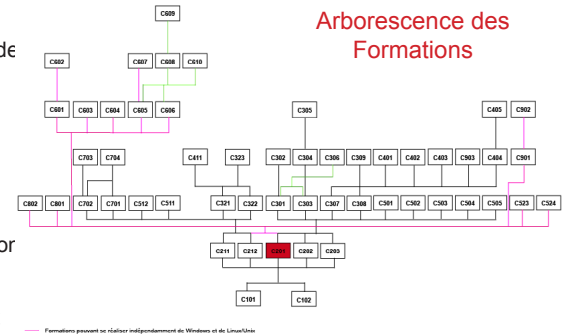 Arborescence des
Formations
de
C609
C602 C607 C608 C610
C601 C603 C604 C605 C606
C305 C405 C902
C703 C704 C411 C323 C302 C304 C306 C309 C401 C402 C403 C903 C404 C901
C802 C801 C702 C701 C512 C511 C321 C322 C301 C303 C307 C308 C501 C502 C503 C504 C505 C523 C524
or
C211 C212 C201 C202 C203
C101 C102
Formations pouvant se réaliser indépendamment de Windows et de Linux/Unix